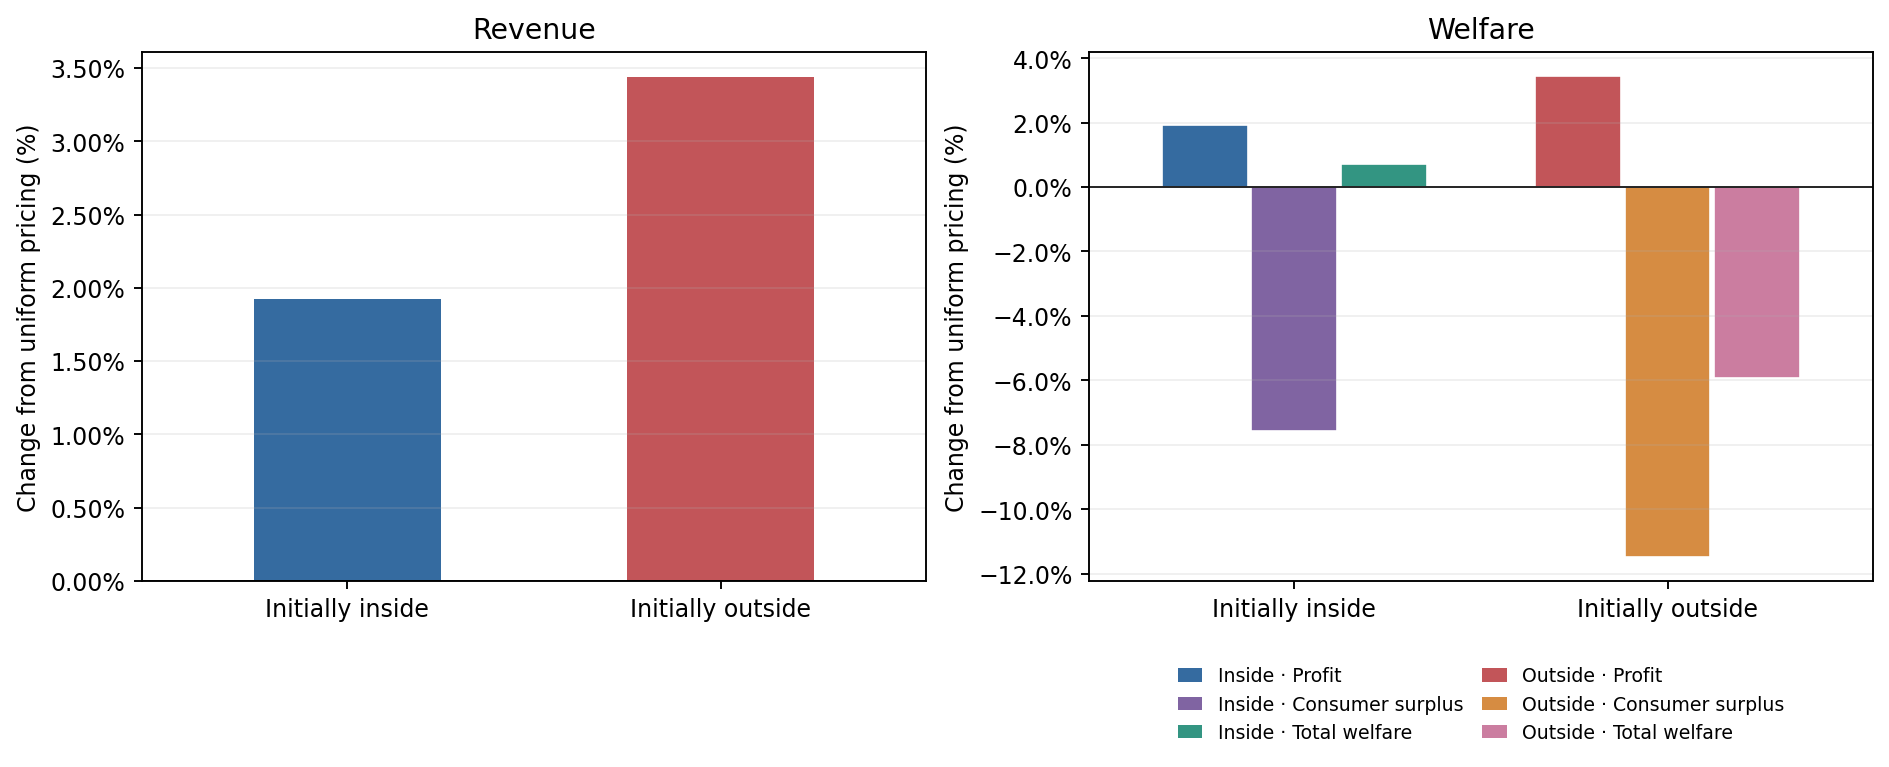 Revenue
Change from uniform pricing (%)
3.50%
3.00%
2.50%
2.00%
1.50%
1.00%
0.50%
0.00%
Initially inside
Initially outside
Welfare
Change from uniform pricing (%)
4.0%
2.0%
0.0%
−2.0%
−4.0%
−6.0%
−8.0%
−10.0%
−12.0%
Initially inside
Initially outside
Inside · Profit
Inside · Consumer surplus
Inside · Total welfare
Outside · Profit
Outside · Consumer surplus
Outside · Total welfare